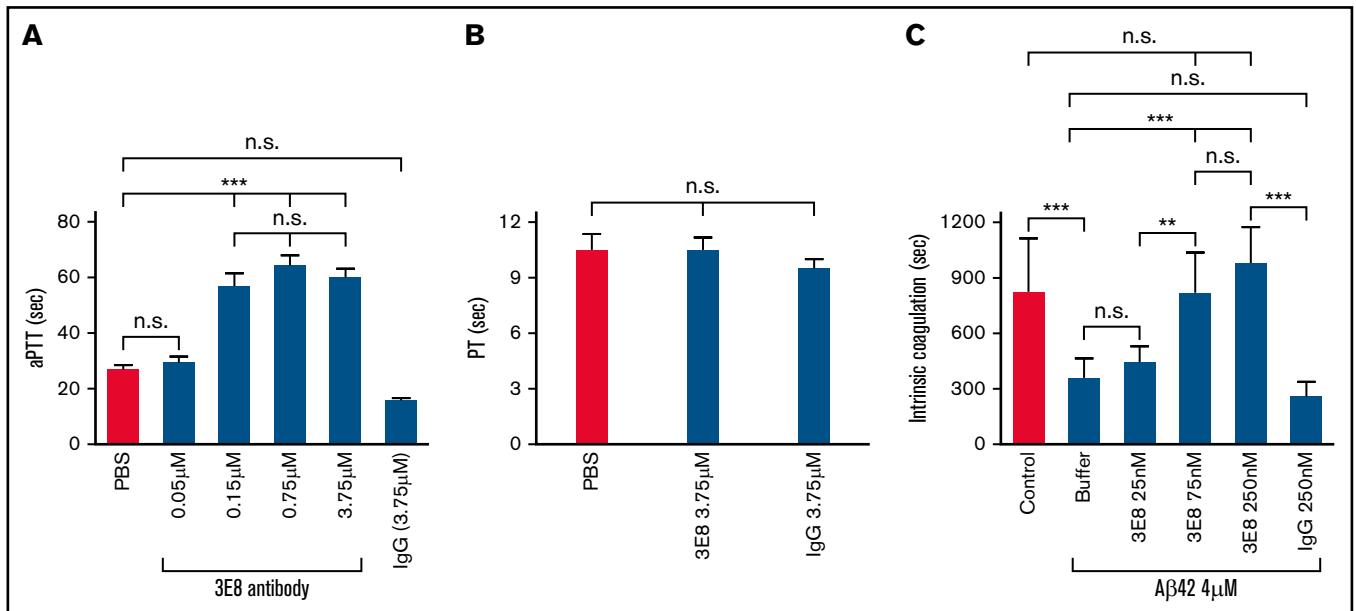 A
n.s.
***
n.s.
n.s.
aPTT (sec)
80
60
40
20
0
PBS
0.05µM
0.15µM
0.75µM
3.75µM
IgG (3.75µM)
3E8 antibody
B
n.s.
PT (sec)
12
9
6
3
0
PBS
3E8 3.75µM
IgG 3.75µM
C
n.s.
n.s.
***
n.s.
***
**
***
n.s.
Intrinsic coagulation (sec)
1200
900
600
300
0
Control
Buffer
3E8 25nM
3E8 75nM
3E8 250nM
IgG 250nM
Aβ42 4µM